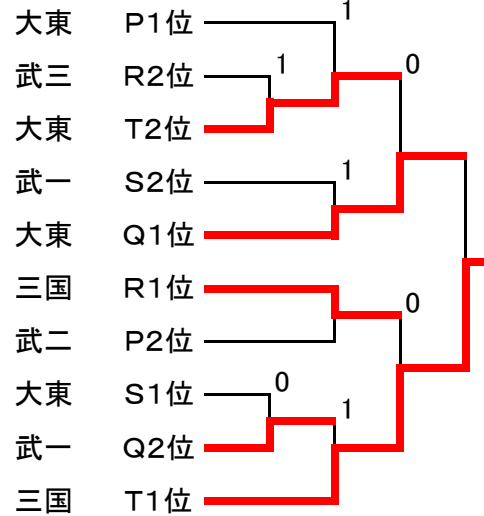 大東 P1位 1
武三 R2位 1 0
大東 T2位
武一 S2位 1
大東 Q1位
三国 R1位 0
武二 P2位
大東 S1位 0
武一 Q2位 1
三国 T1位